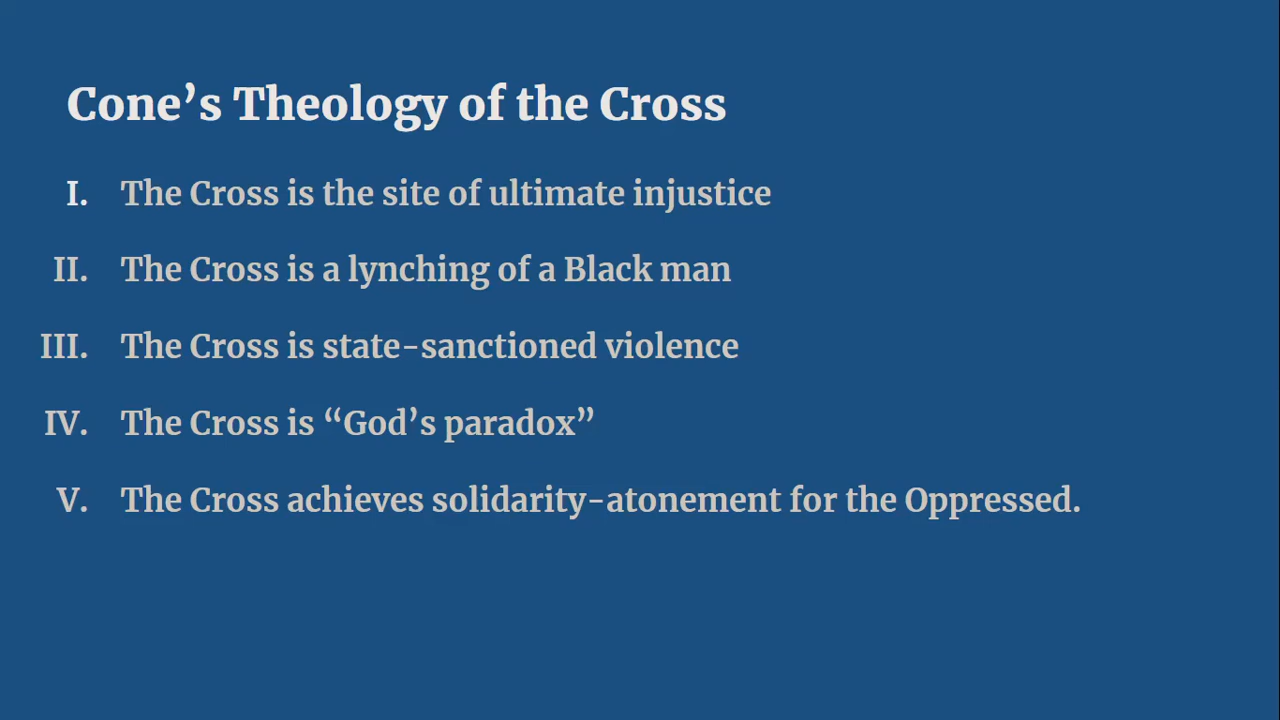 Cone’s Theology of the Cross
I. The Cross is the site of ultimate injustice
II. The Cross is a lynching of a Black man
III. The Cross is state-sanctioned violence
IV. The Cross is “God’s paradox”
V. The Cross achieves solidarity-atonement for the Oppressed.